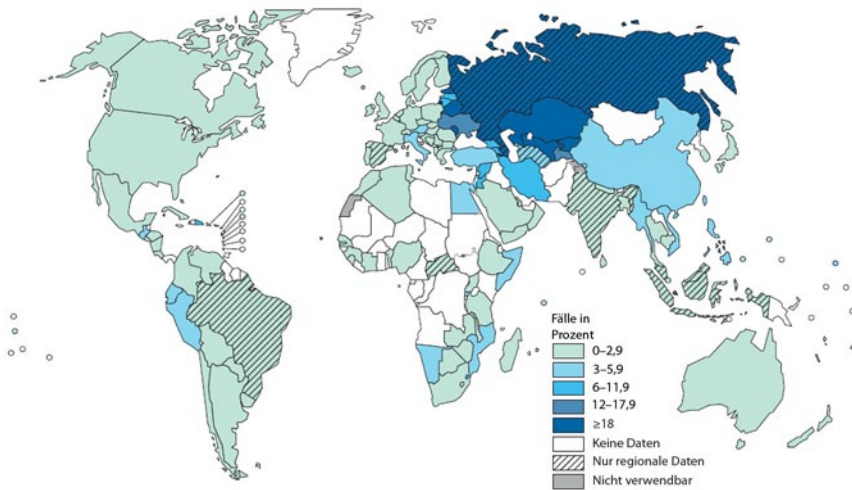 Fälle in
Prozent
0–2,9
3–5,9
6–11,9
12–17,9
≥18
Keine Daten
Nur regionale Daten
Nicht verwendbar